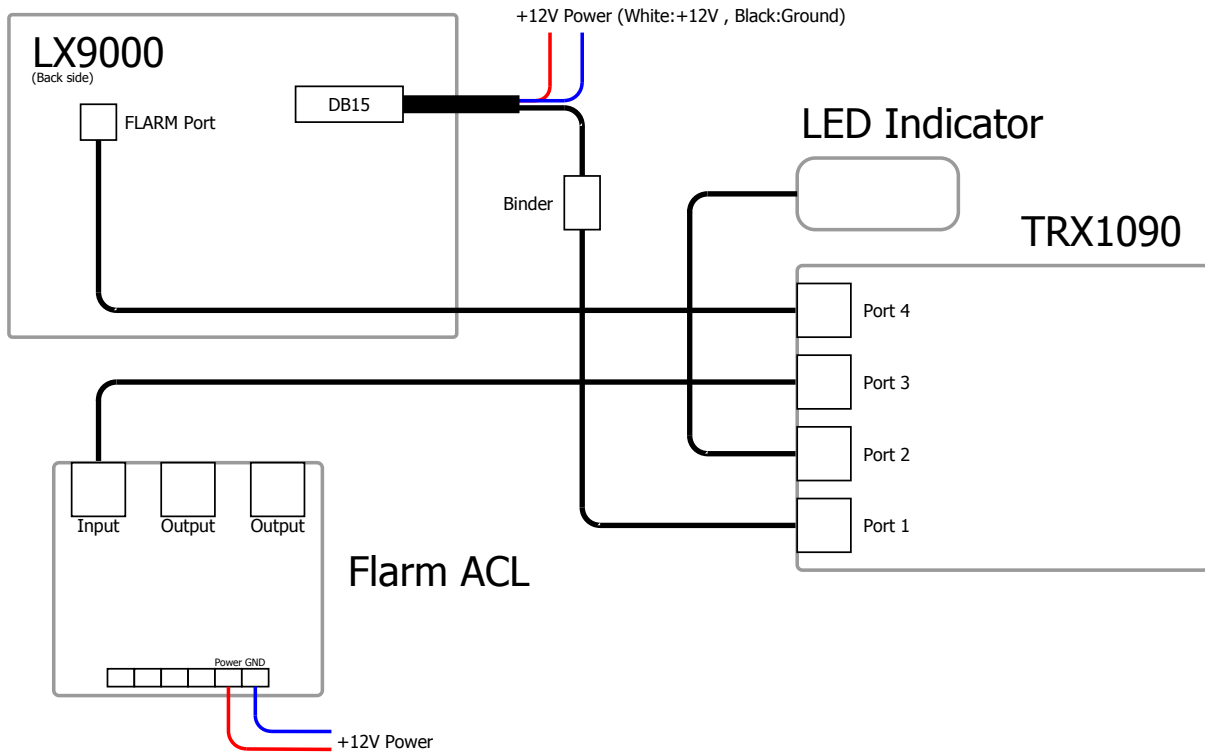 +12V Power (White:+12V , Black:Ground)
LX9000
(Back side)
DB15
FLARM Port
LED Indicator
Binder
TRX1090
Port 4
Port 3
Port 2
Port 1
Input
Output
Output
Flarm ACL
Power GND
+12V Power